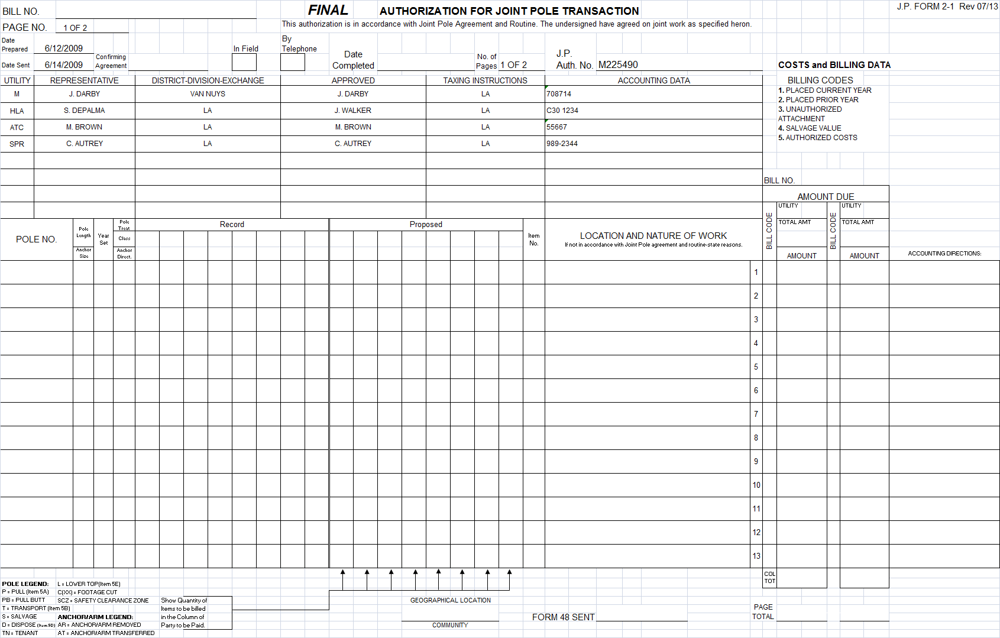 BILL NO.
FINAL AUTHORIZATION FOR JOINT POLE TRANSACTION
J.P. FORM 2-1 Rev 07/13
PAGE NO. 1 OF 2
This authorization is in accordance with Joint Pole Agreement and Routine. The undersigned have agreed on joint work as specified heron.
Date Prepared 6/12/2009
In Field
By Telephone
Date Sent 6/14/2009
Confirming Agreement
Date Completed
No. of Pages 1 OF 2
J.P. Auth. No. M225490
COSTS and BILLING DATA
UTILITY REPRESENTATIVE DISTRICT-DIVISION-EXCHANGE APPROVED TAXING INSTRUCTIONS ACCOUNTING DATA
M J. DARBY VAN NUYS J. DARBY LA 708714
HLA S. DEPALMA LA J. WALKER LA C30 1234
ATC M. BROWN LA M. BROWN LA 55667
SPR C. AUTREY LA C. AUTREY LA 989-2344
BILLING CODES
1. PLACED CURRENT YEAR
2. PLACED PRIOR YEAR
3. UNAUTHORIZED
ATTACHMENT
4. SALVAGE VALUE
5. AUTHORIZED COSTS
BILL NO.
AMOUNT DUE
BILL CODE
UTILITY
TOTAL AMT
AMOUNT
BILL CODE
UTILITY
TOTAL AMT
AMOUNT
ACCOUNTING DIRECTIONS:
POLE NO.
Pole Length
Anchor Size
Year Set
Pole Treat
Class
Anchor Direct.
Record
Proposed
Item No.
LOCATION AND NATURE OF WORK
If not in accordance with Joint Pole agreement and routine-state reasons.
1
2
3
4
5
6
7
8
9
10
11
12
13
COL TOT
POLE LEGEND: L = LOWER TOP(Item 5E)
P = PULL (Item 5A) C(XX) = FOOTAGE CUT
PB = PULL BUTT SCZ = SAFETY CLEARANCE ZONE
T = TRANSPORT (Item 5B)
S = SALVAGE ANCHOR/ARM LEGEND:
D = DISPOSE (Item 5D) AR = ANCHOR/ARM REMOVED
TN = TENANT AT = ANCHOR/ARM TRANSFERRED
Show Quantity of
Items to be billed
in the Column of
Party to be Paid.
GEOGRAPHICAL LOCATION
COMMUNITY
FORM 48 SENT
PAGE TOTAL